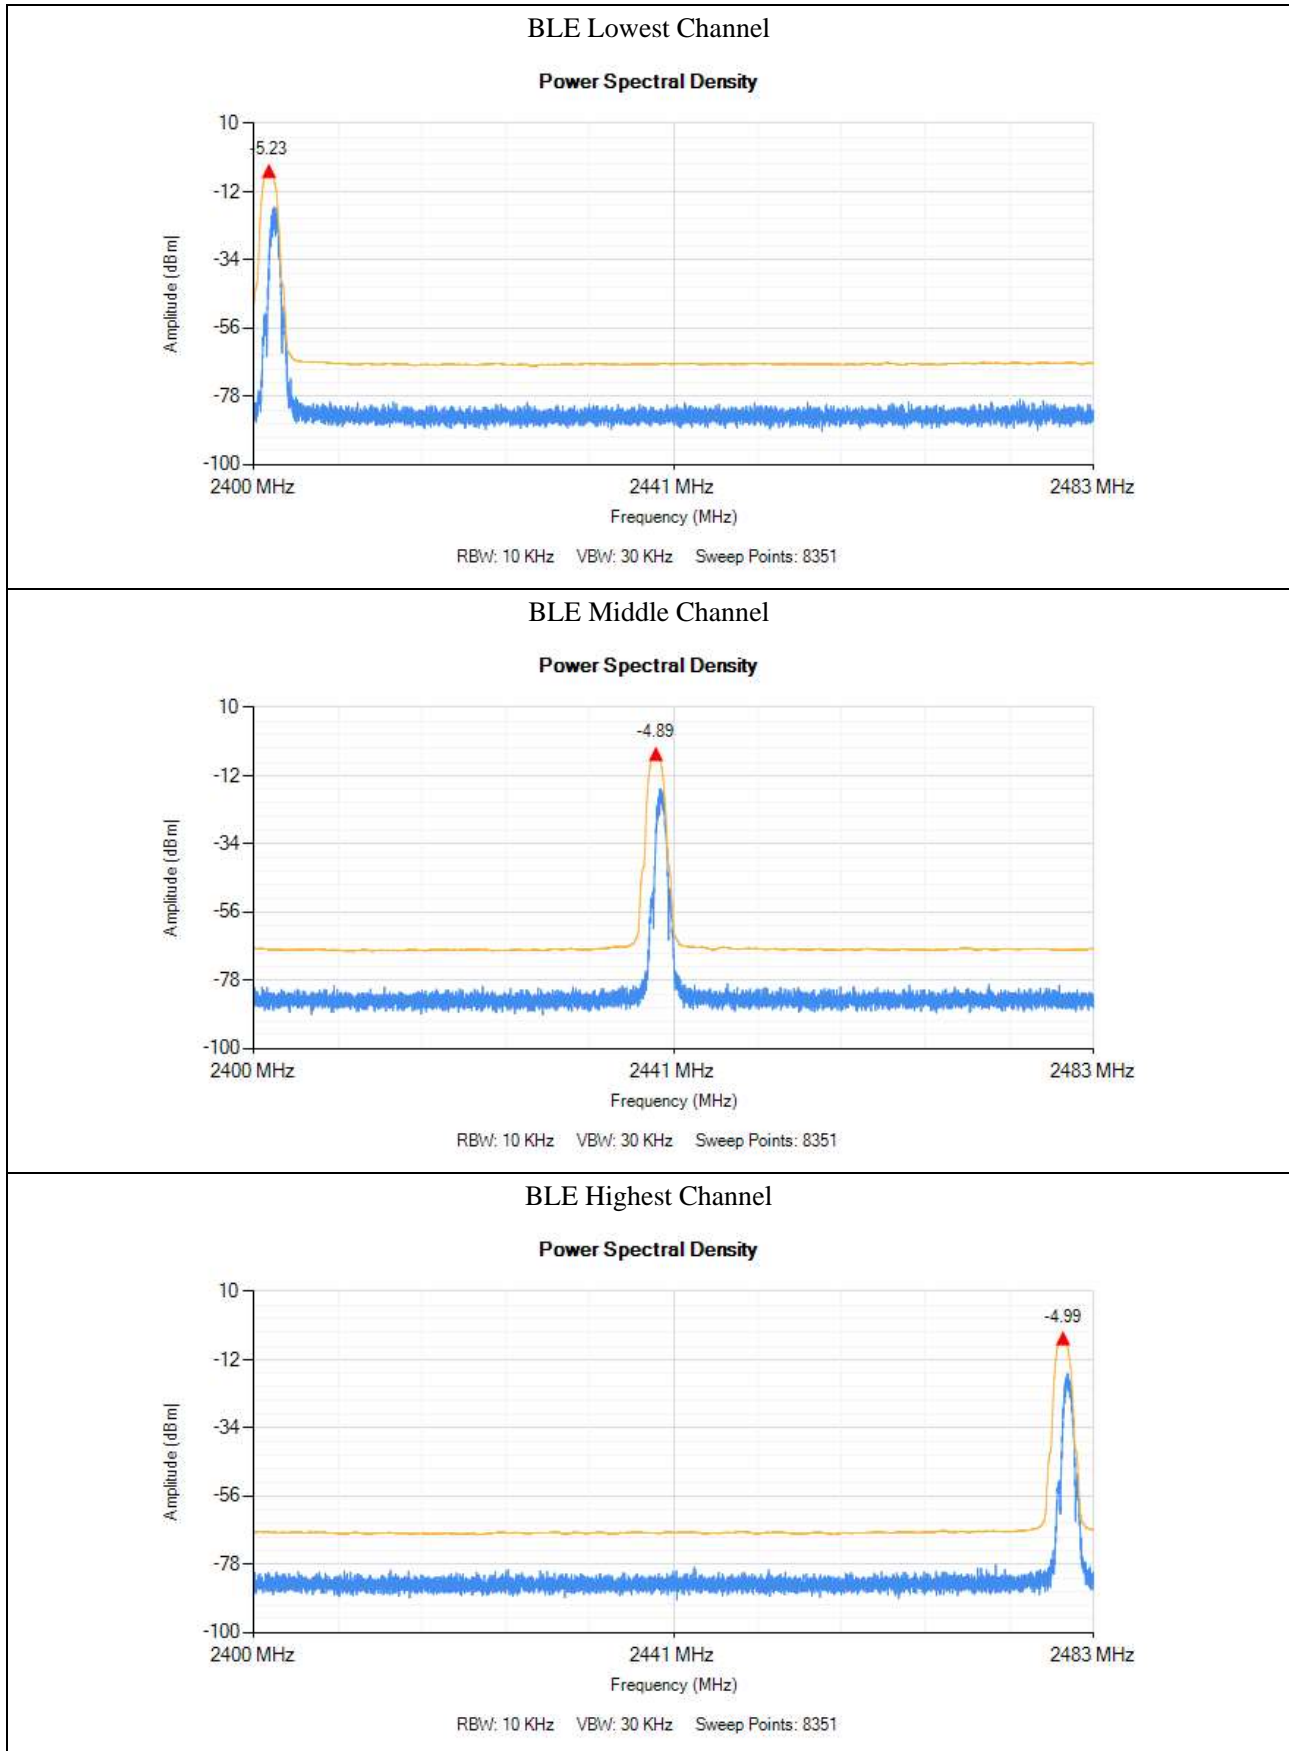 BLE Lowest Channel
Power Spectral Density
10
-5.23
-12
-34
-56
-78
-100
Amplitude (dBm)
2400 MHz 2441 MHz 2483 MHz
Frequency (MHz)
RBW: 10 KHz VBW: 30 KHz Sweep Points: 8351
BLE Middle Channel
Power Spectral Density
10
-4.89
-12
-34
-56
-78
-100
Amplitude (dBm)
2400 MHz 2441 MHz 2483 MHz
Frequency (MHz)
RBW: 10 KHz VBW: 30 KHz Sweep Points: 8351
BLE Highest Channel
Power Spectral Density
10
-4.99
-12
-34
-56
-78
-100
Amplitude (dBm)
2400 MHz 2441 MHz 2483 MHz
Frequency (MHz)
RBW: 10 KHz VBW: 30 KHz Sweep Points: 8351